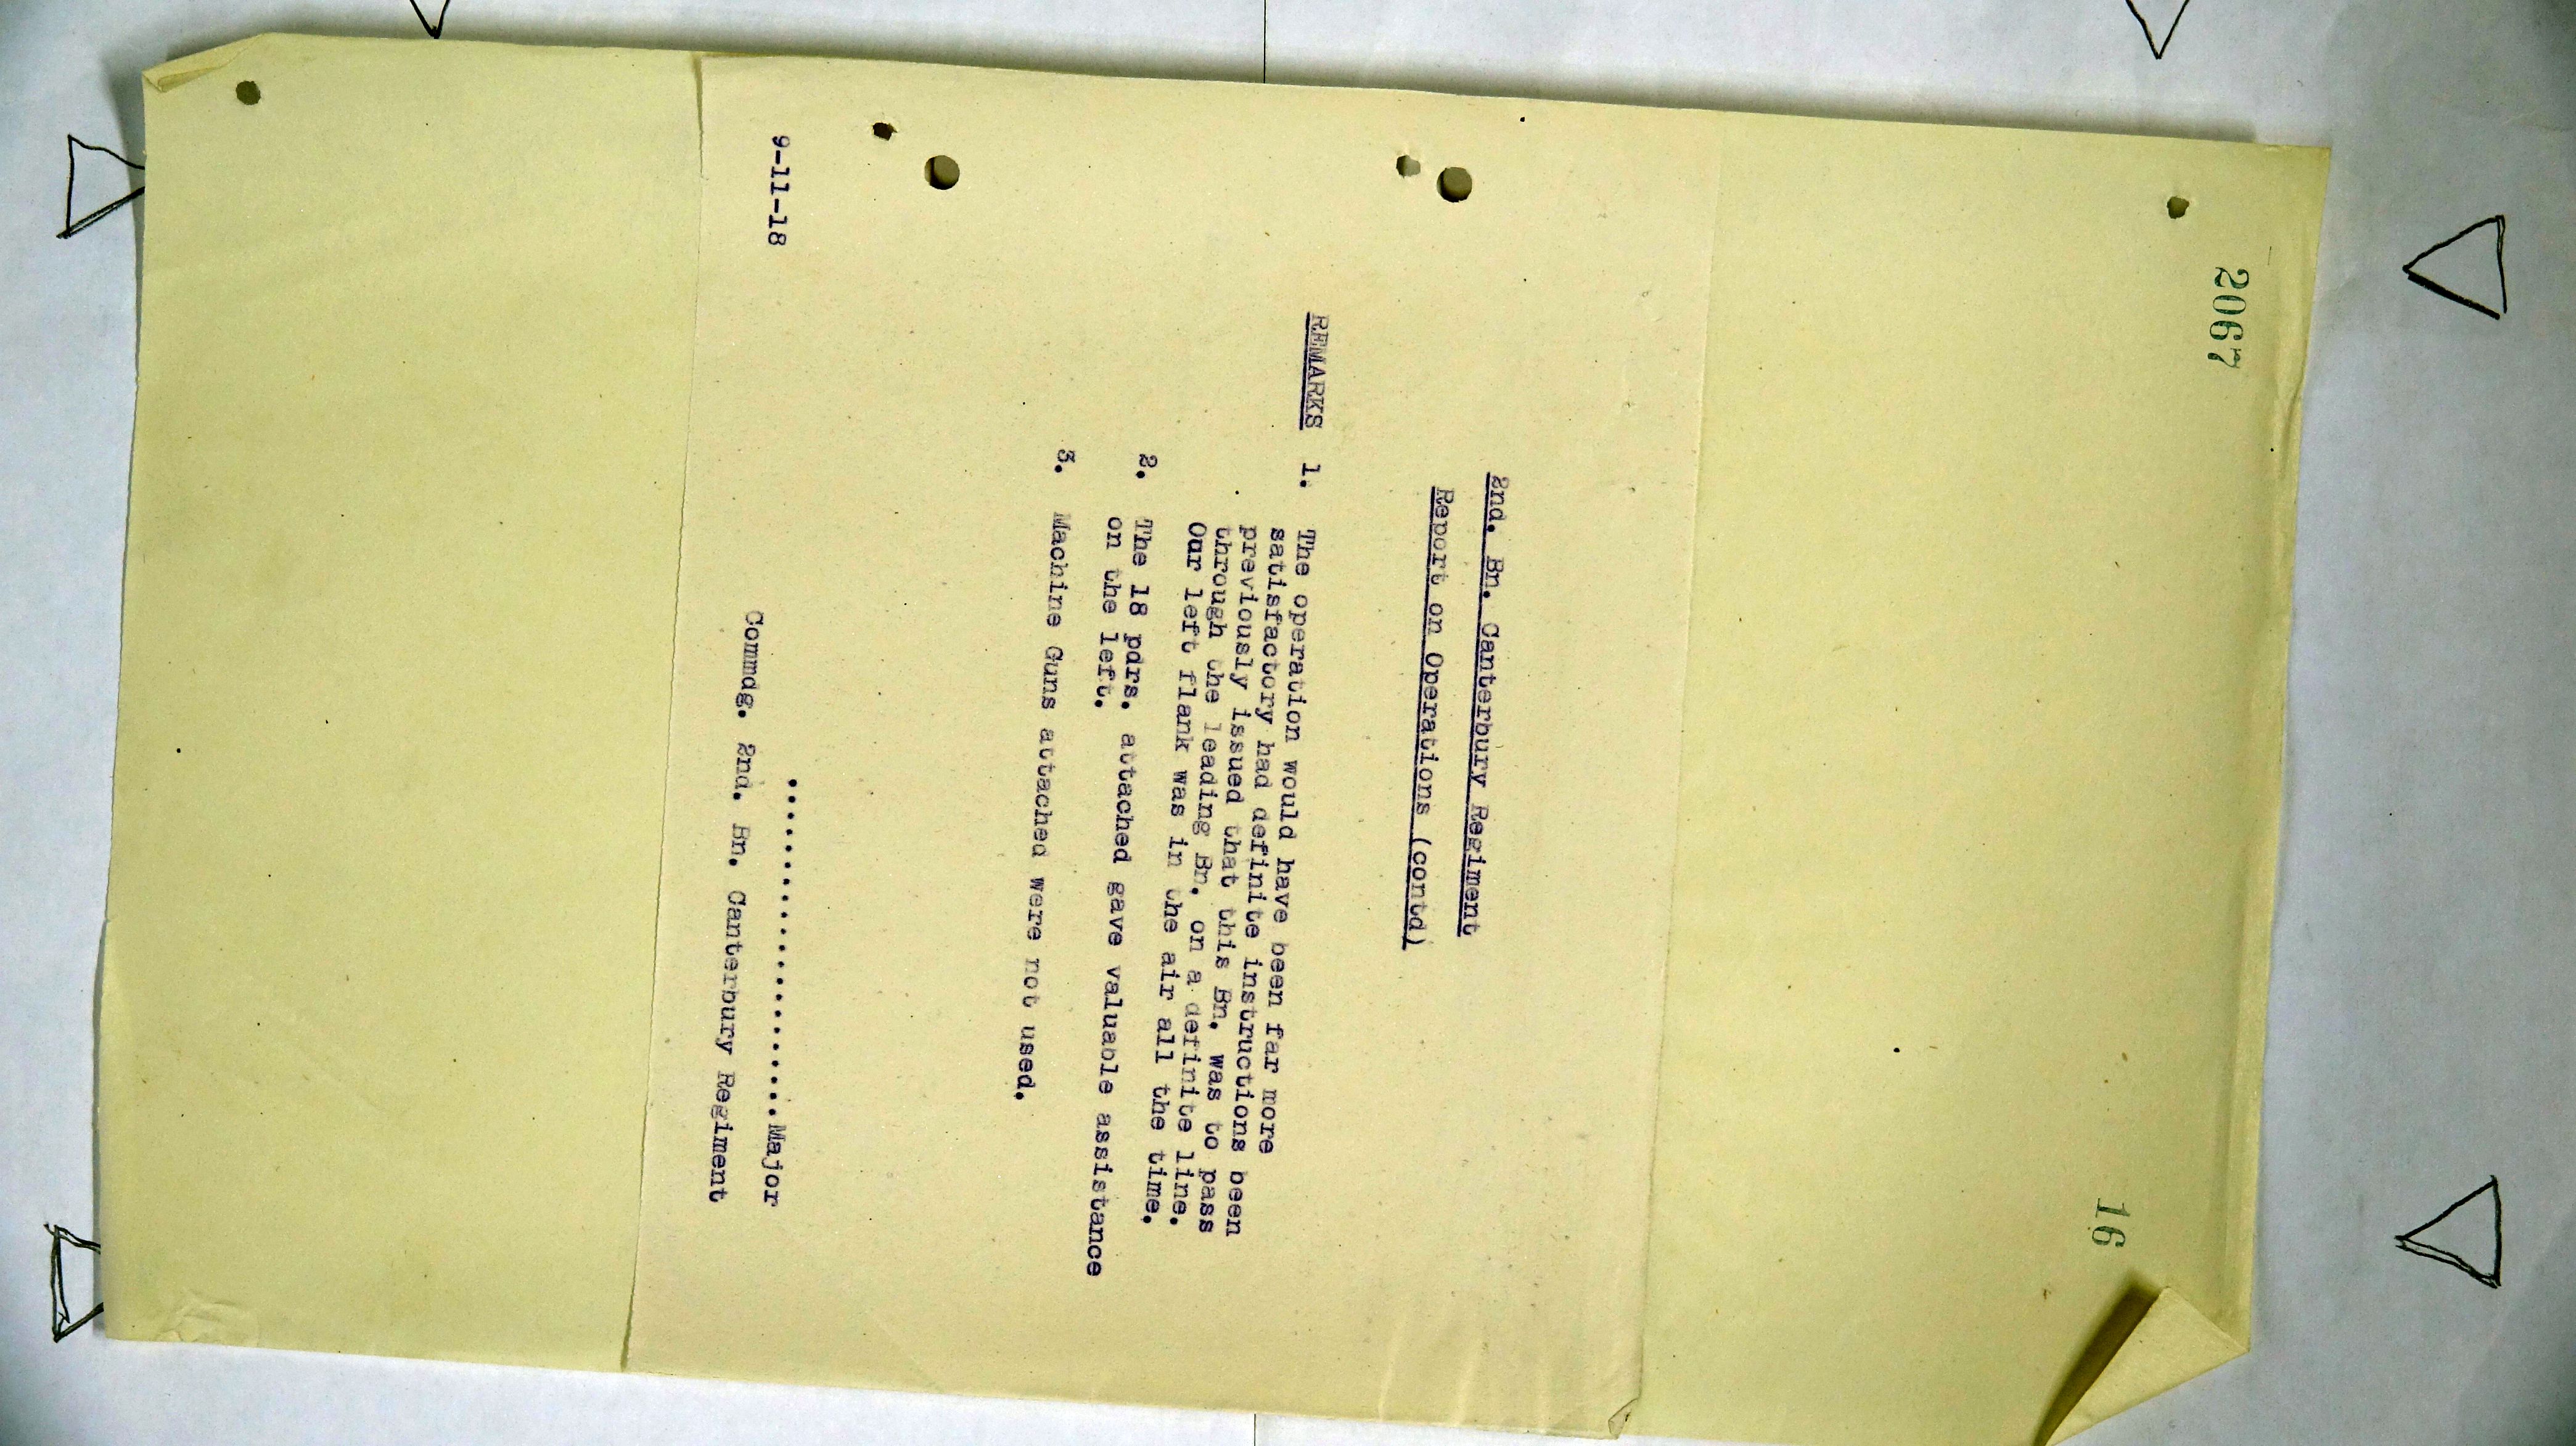 2067
16
2nd. Bn. Canterbury Regiment
Report on Operations (contd)
REMARKS 1. The operation would have been far more
satisfactory had definite instructions been
previously issued that this Bn. was to pass
through the leading Bn. on a definite line.
Our left flank was in the air all the time.
2. The 18 pdrs. attached gave valuable assistance
on the left.
3. Machine Guns attached were not used.
..........................Major
Commdg. 2nd. Bn. Canterbury Regiment
9-11-18